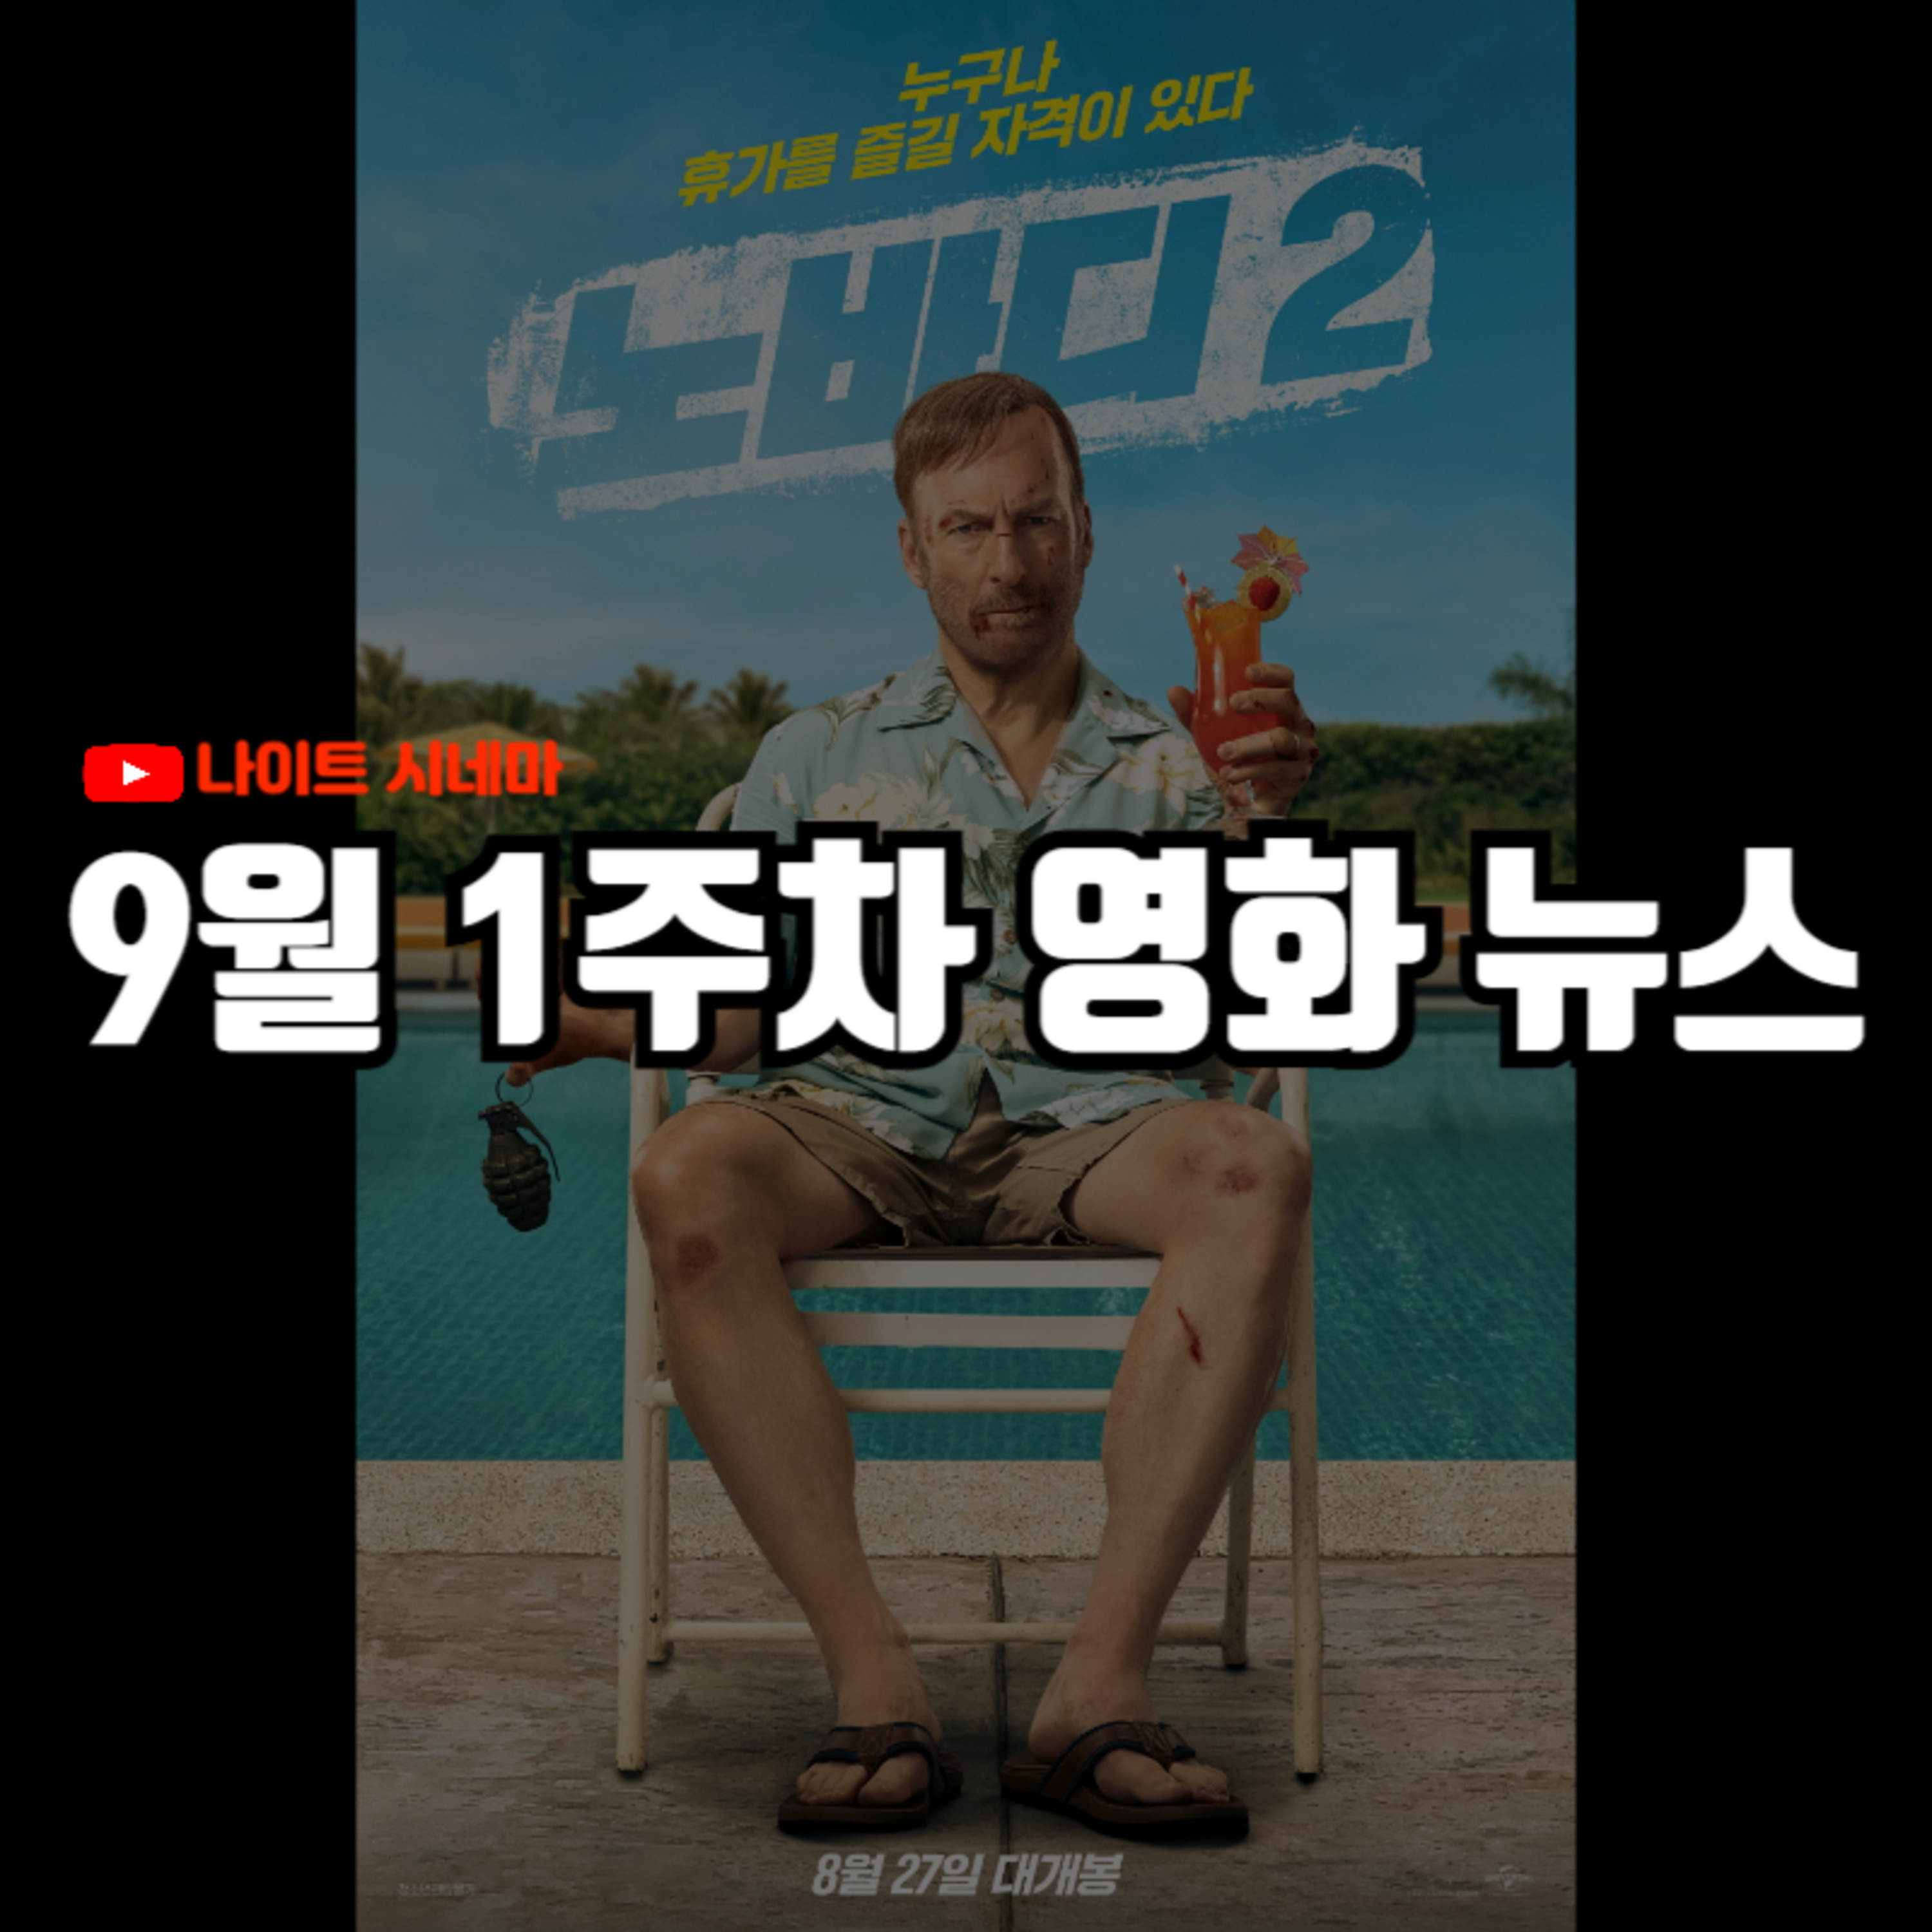 누구나
휴가를 즐길 자격이 있다
노바디 2
나이트 시네마
9월 1주차 영화 뉴스
8월 27일 대개봉